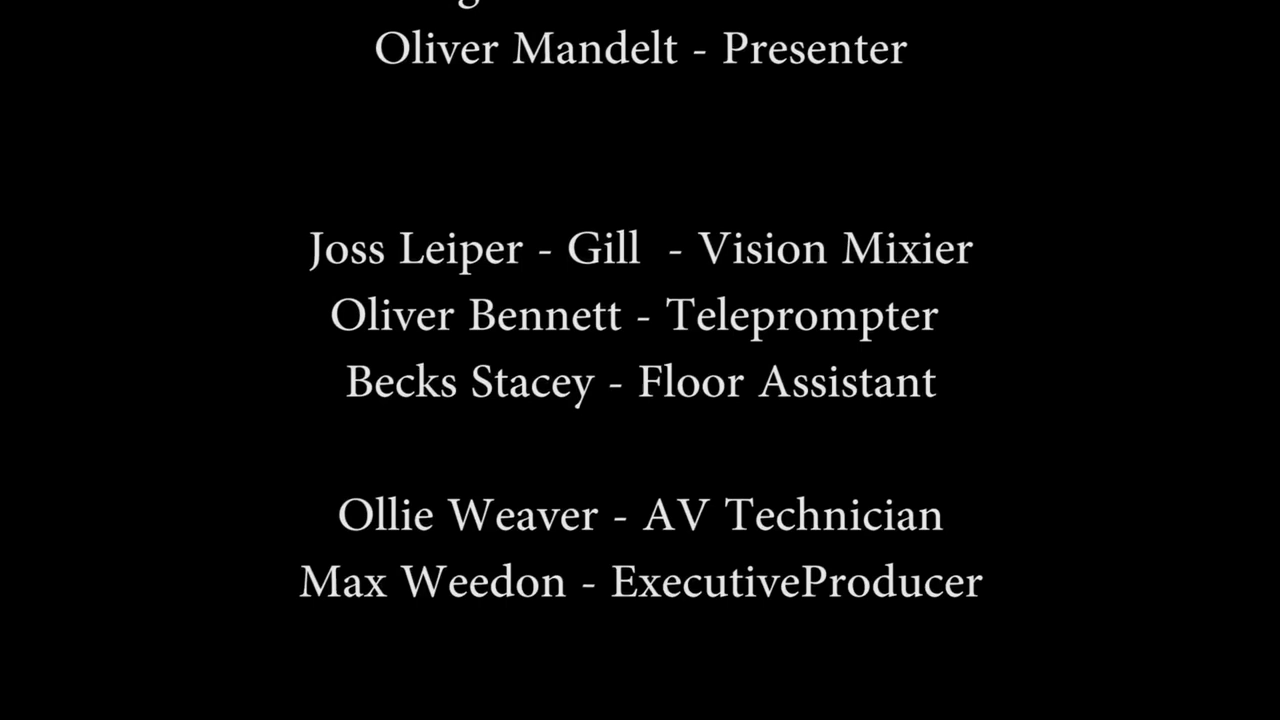 Oliver Mandelt - Presenter
Joss Leiper - Gill  - Vision Mixier
Oliver Bennett - Teleprompter
Becks Stacey - Floor Assistant
Ollie Weaver - AV Technician
Max Weedon - ExecutiveProducer